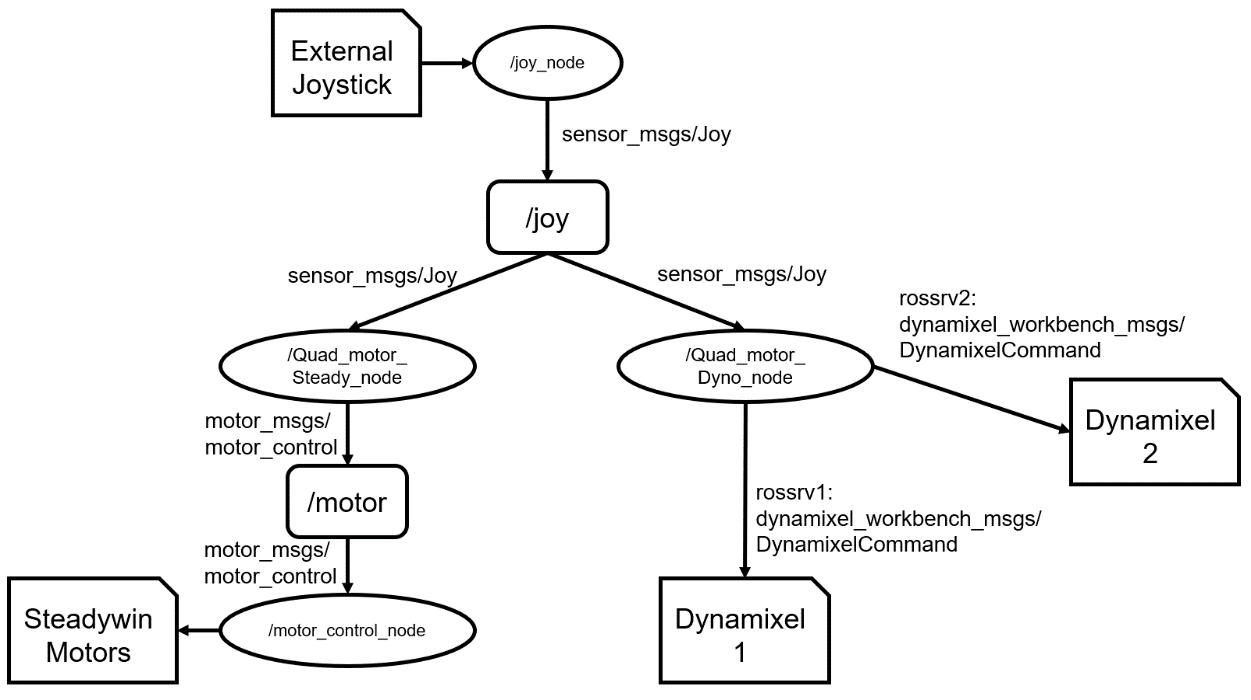 External
Joystick
/joy_node
sensor_msgs/Joy
/joy
sensor_msgs/Joy
sensor_msgs/Joy
rossrv2:
dynamixel_workbench_msgs/
DynamixelCommand
/Quad_motor_
Steady_node
/Quad_motor_
Dyno_node
motor_msgs/
motor_control
Dynamixel
2
/motor
rossrv1:
dynamixel_workbench_msgs/
DynamixelCommand
motor_msgs/
motor_control
Steadywin
Motors
/motor_control_node
Dynamixel
1